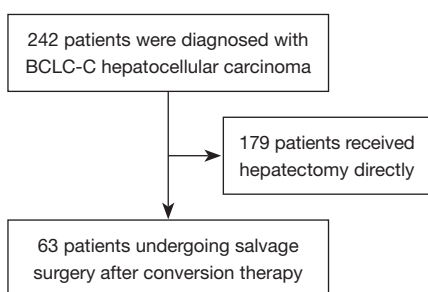 242 patients were diagnosed with
BCLC-C hepatocellular carcinoma
179 patients received
hepatectomy directly
63 patients undergoing salvage
surgery after conversion therapy